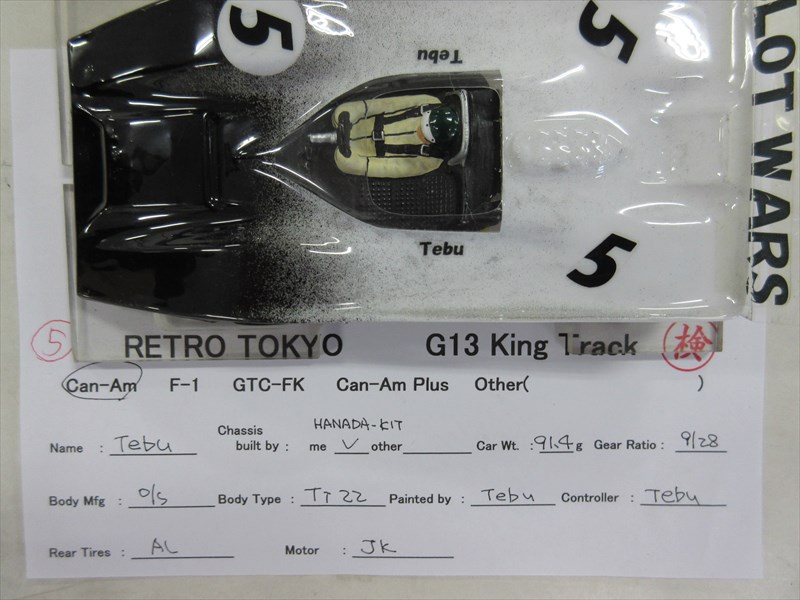 5
5
Tebu
Tebu
5
LOT WARS
5
RETRO TOKYO G13 King Track 検
Can-Am F-1 GTC-FK Can-Am Plus Other( )
Name : Tebu Chassis built by : HANADA-KIT me ✓ other Car Wt. : 91.4 g Gear Ratio : 9/28
Body Mfg : O/S Body Type : Ti 22 Painted by : Tebu Controller : Tebu
Rear Tires : AL Motor : JK